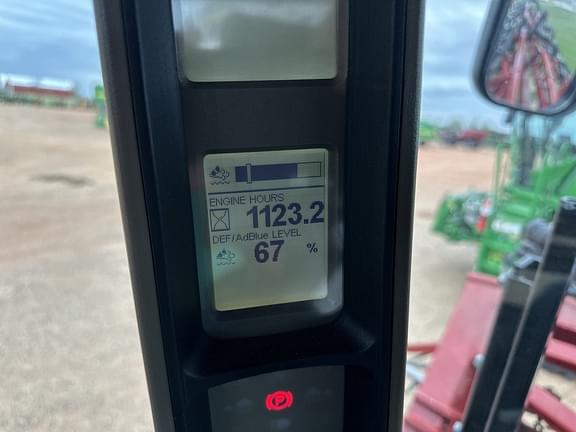 ENGINE HOURS
1123.2
DEF/AdBlue LEVEL
67 %
P